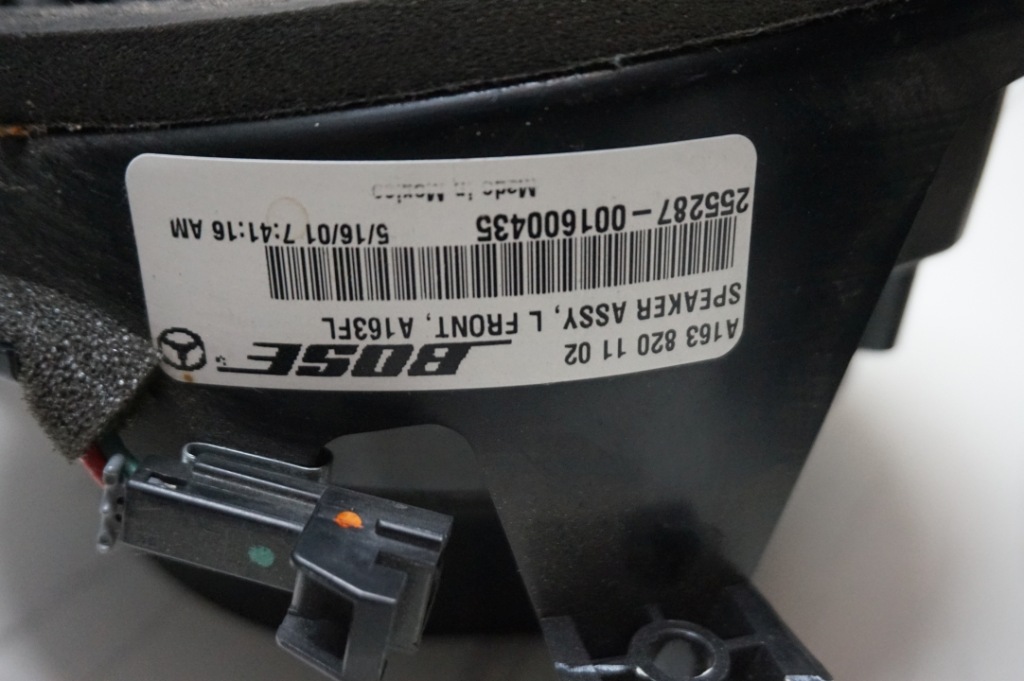 A163 820 11 02 BOSE
SPEAKER ASSY, L FRONT, A163FL
255287-001600435 5/16/01 7:41:16 AM
Made in Mexico